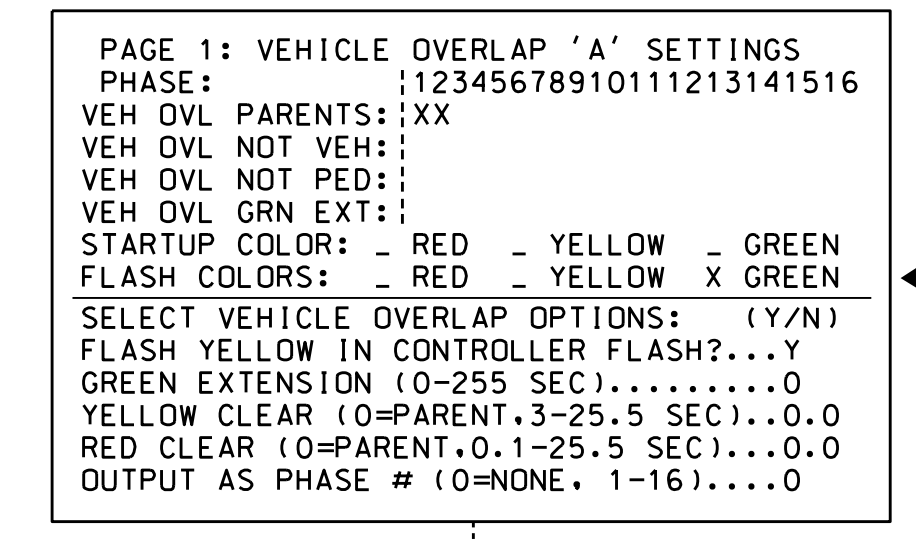 PAGE 1: VEHICLE OVERLAP 'A' SETTINGS
PHASE: 12345678910111213141516
VEH OVL PARENTS: XX
VEH OVL NOT VEH:
VEH OVL NOT PED:
VEH OVL GRN EXT:
STARTUP COLOR: _ RED _ YELLOW _ GREEN
FLASH COLORS: _ RED _ YELLOW X GREEN
SELECT VEHICLE OVERLAP OPTIONS: (Y/N)
FLASH YELLOW IN CONTROLLER FLASH?...Y
GREEN EXTENSION (0-255 SEC).........0
YELLOW CLEAR (0=PARENT,3-25.5 SEC)..0.0
RED CLEAR (0=PARENT,0.1-25.5 SEC)...0.0
OUTPUT AS PHASE # (0=NONE, 1-16)....0